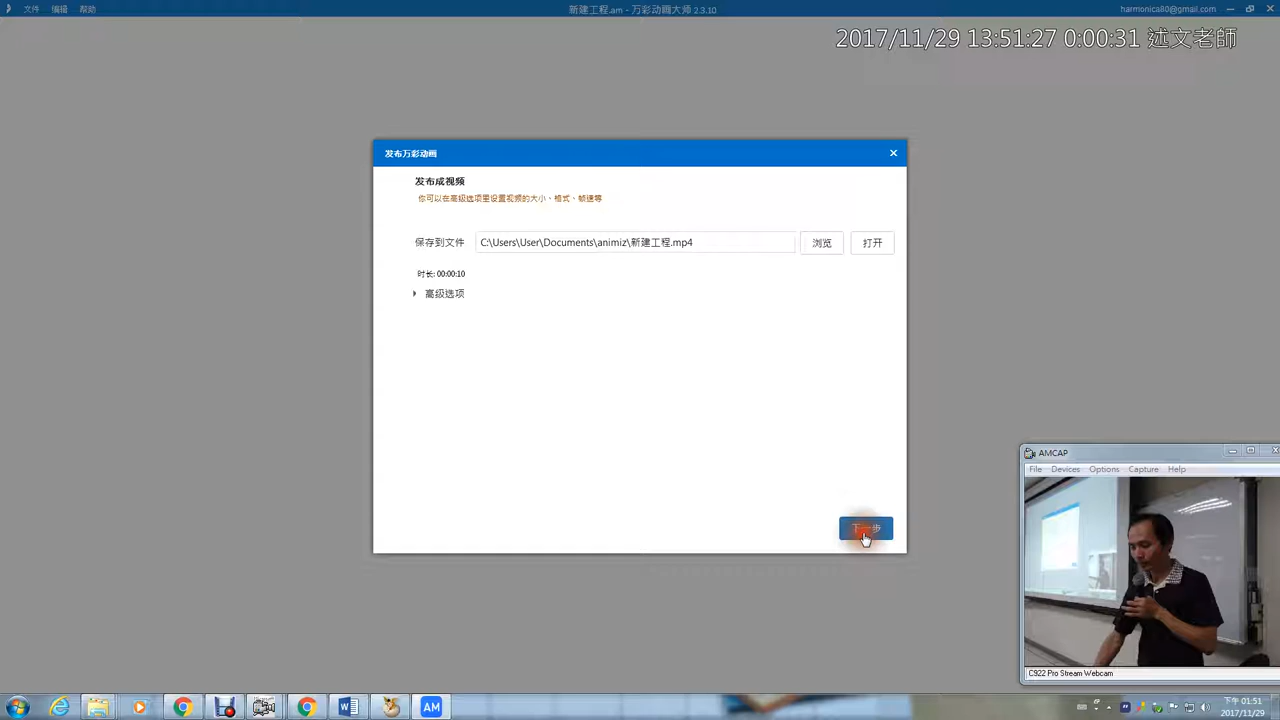 文件 编辑 帮助
新建工程.am - 万彩动画大师 2.3.10
harmonica80@gmail.com
2017/11/29 13:51:27 0:00:31 述文老師
发布万彩动画
发布成视频
你可以在高级选项里设置视频的大小、格式、帧速等
保存到文件 C:\Users\User\Documents\animiz\新建工程.mp4 浏览 打开
时长: 00:00:10
高级选项
下一步
AMCAP
File Devices Options Capture Help
C922 Pro Stream Webcam
AM
下午 01:51
2017/11/29